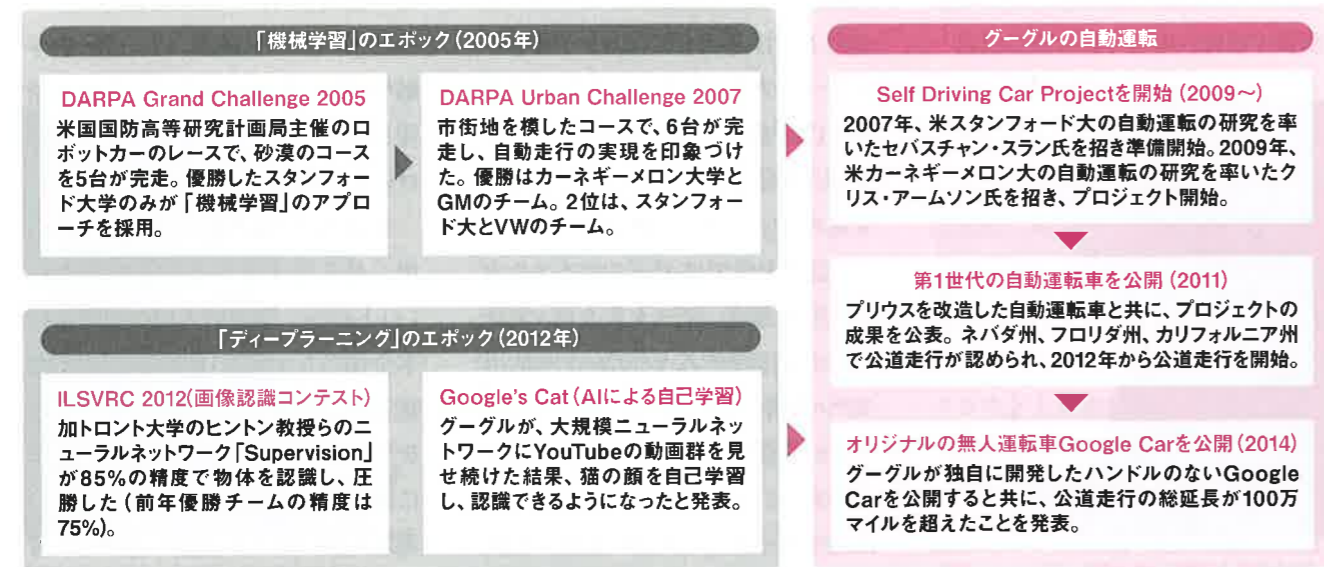 「機械学習」のエポック(2005年)
DARPA Grand Challenge 2005
米国国防高等研究計画局主催のロ
ボットカーのレースで、砂漠のコース
を5台が完走。優勝したスタンフォー
ド大学のみが「機械学習」のアプロ
ーチを採用。
DARPA Urban Challenge 2007
市街地を模したコースで、6台が完
走し、自動走行の実現を印象づけ
た。優勝はカーネギーメロン大学と
GMのチーム。2位は、スタンフォー
ド大とVWのチーム。
「ディープラーニング」のエポック(2012年)
ILSVRC 2012(画像認識コンテスト)
加トロント大学のヒントン教授らのニ
ューラルネットワーク「Supervision」
が85%の精度で物体を認識し、圧
勝した(前年優勝チームの精度は
75%)。
Google's Cat(AIによる自己学習)
グーグルが、大規模ニューラルネッ
トワークにYouTubeの動画群を見
せ続けた結果、猫の顔を自己学習
し、認識できるようになったと発表。
グーグルの自動運転
Self Driving Car Projectを開始(2009〜)
2007年、米スタンフォード大の自動運転の研究を率
いたセバスチャン・スラン氏を招き準備開始。2009年、
米カーネギーメロン大の自動運転の研究を率いたク
リス・アームソン氏を招き、プロジェクト開始。
第1世代の自動運転車を公開(2011)
プリウスを改造した自動運転車と共に、プロジェクトの
成果を公表。ネバダ州、フロリダ州、カリフォルニア州
で公道走行が認められ、2012年から公道走行を開始。
オリジナルの無人運転車Google Carを公開(2014)
グーグルが独自に開発したハンドルのないGoogle
Carを公開すると共に、公道走行の総延長が100万
マイルを超えたことを発表。